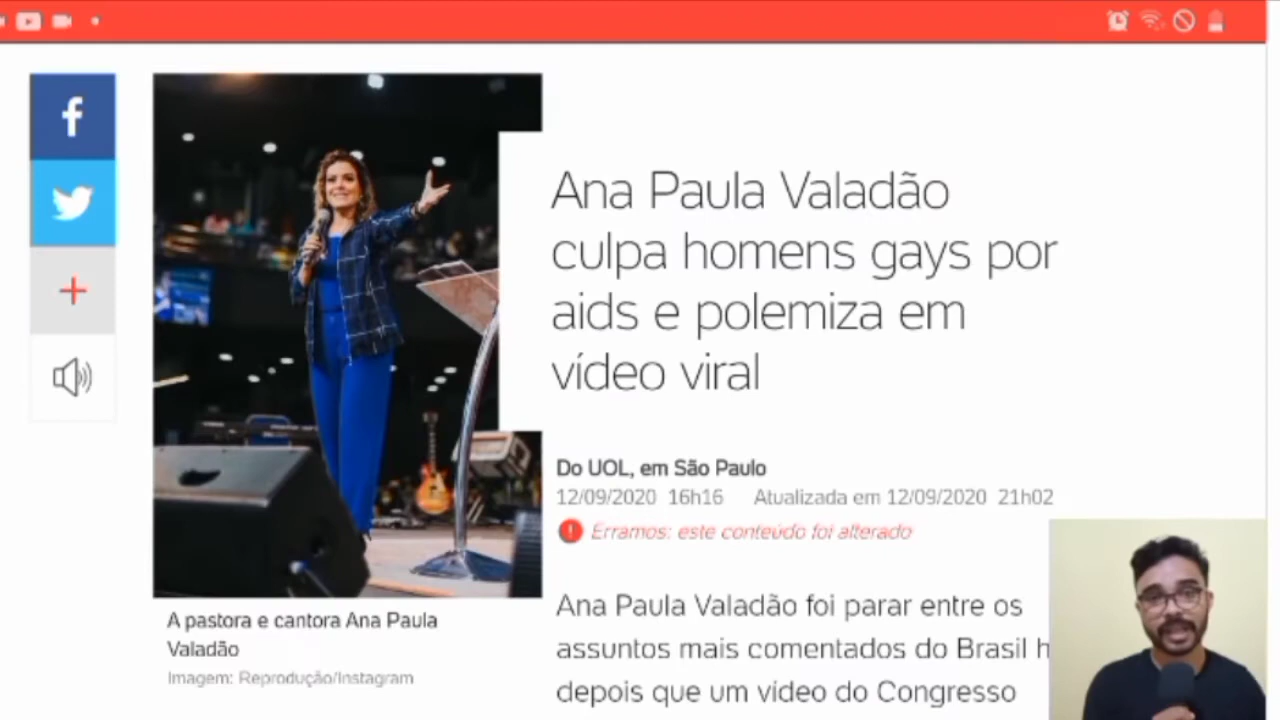 Ana Paula Valadão
culpa homens gays por
aids e polemiza em
vídeo viral
Do UOL, em São Paulo
12/09/2020 16h16 Atualizada em 12/09/2020 21h02
Erramos: este conteúdo foi alterado
Ana Paula Valadão foi parar entre os
assuntos mais comentados do Brasil h
depois que um vídeo do Congresso
A pastora e cantora Ana Paula
Valadão
Imagem: Reprodução/Instagram